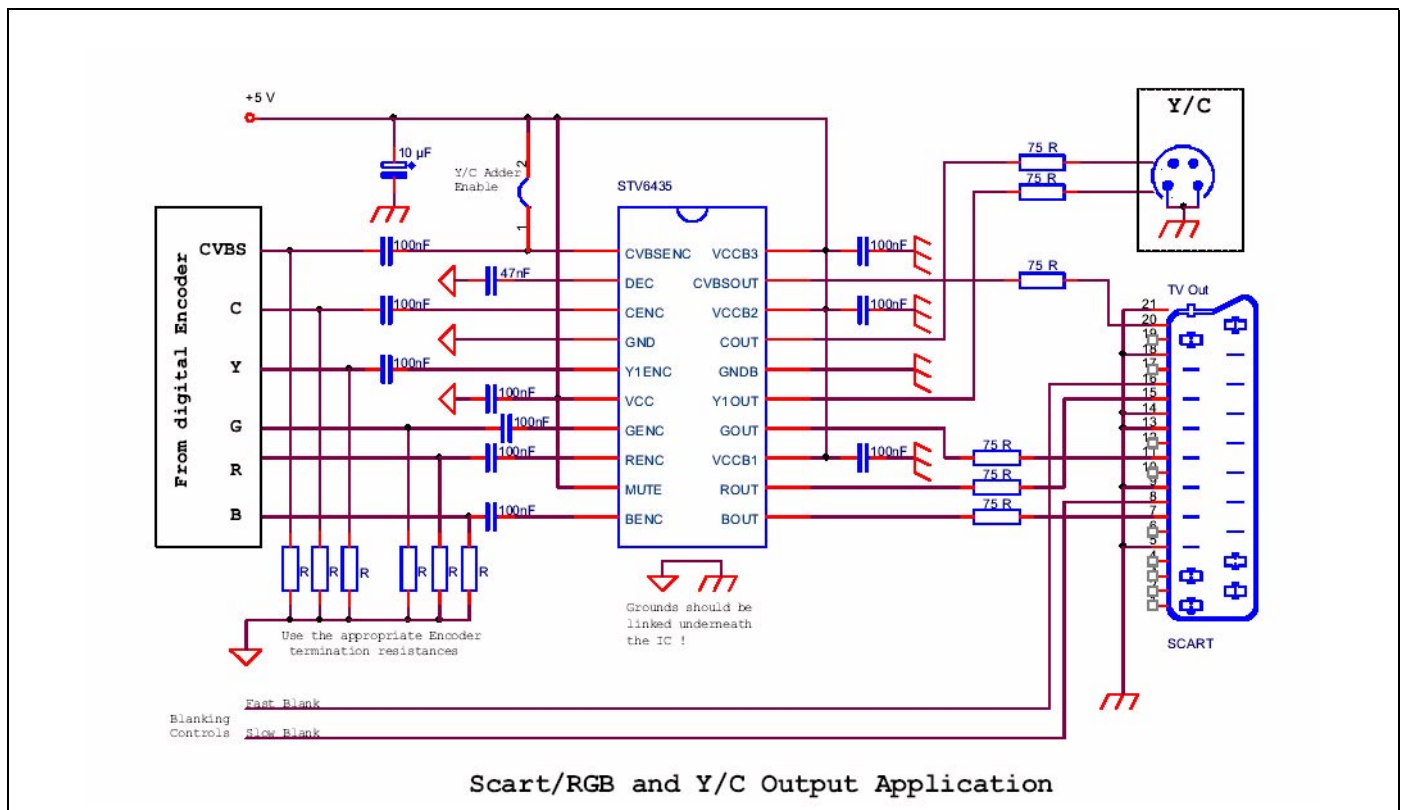 +5 V
10 µF
Y/C Adder
Enable
2
1
STV6435
Y/C
75 R
75 R
From digital Encoder
CVBS
C
Y
G
R
B
100nF
47nF
100nF
100nF
100nF
100nF
100nF
100nF
CVBSENC
DEC
CENC
GND
Y1ENC
VCC
GENC
RENC
MUTE
BENC
VCCB3
CVBSOUT
VCCB2
COUT
GNDB
Y1OUT
GOUT
VCCB1
ROUT
BOUT
100nF
100nF
100nF
75 R
75 R
75 R
75 R
TV Out
21
20
19
18
17
16
15
14
13
12
11
10
9
8
7
6
5
4
SCART
R
R
R
R
R
R
Use the appropriate Encoder
termination resistances
Grounds should be
linked underneath
the IC !
Blanking
Controls
Fast Blank
Slow Blank
Scart/RGB and Y/C Output Application